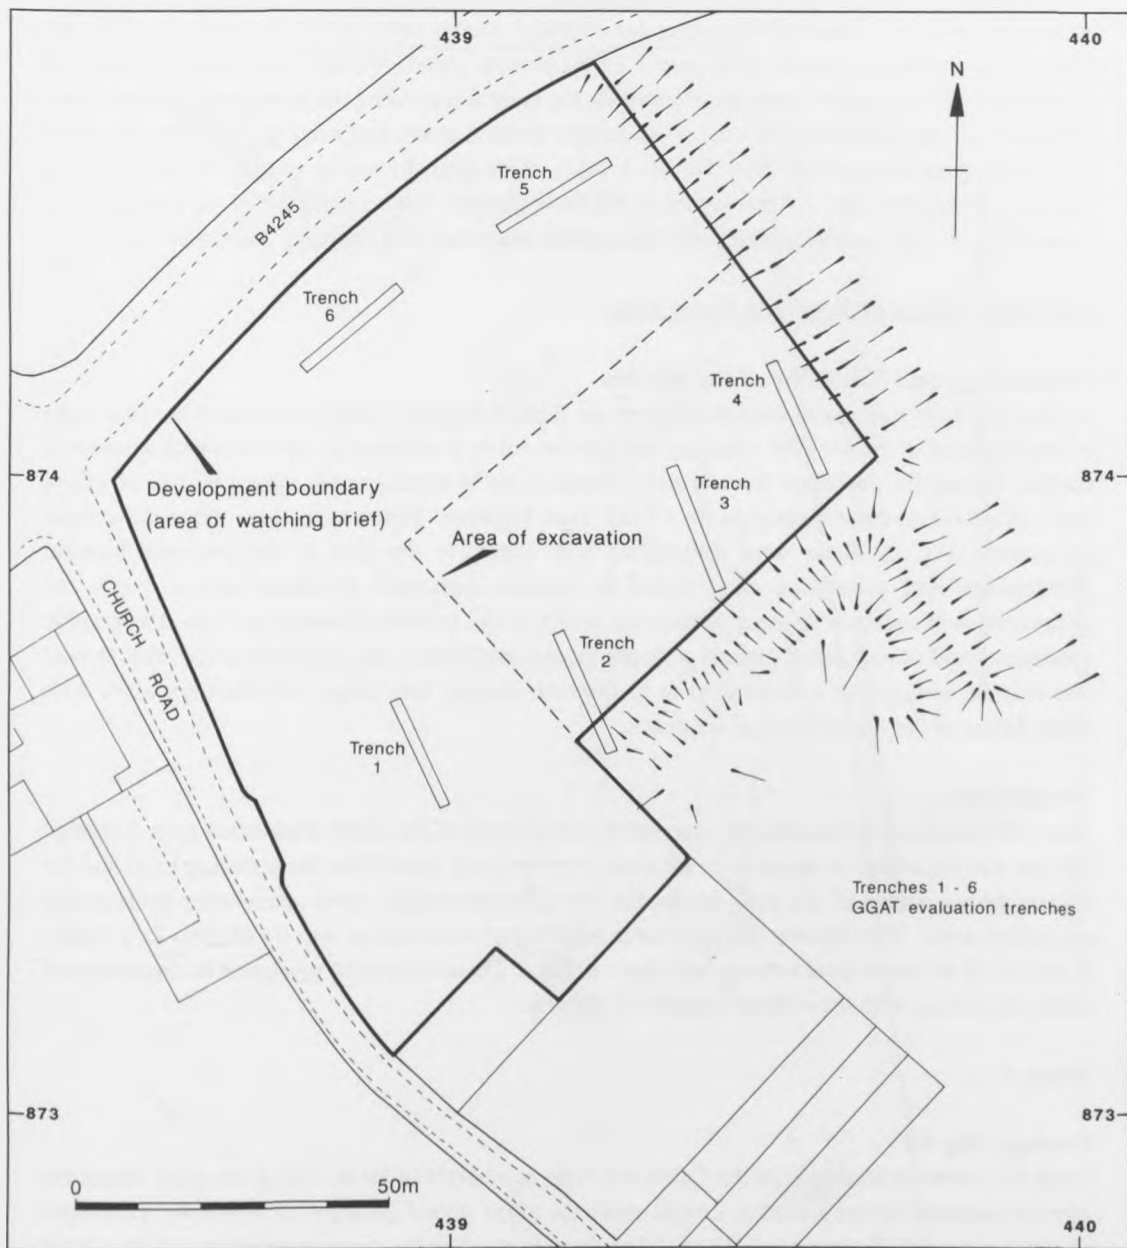 439
440
N
Trench
5
B4245
Trench
6
Trench
4
874
874
Trench
3
Development boundary
(area of watching brief)
Area of excavation
CHURCH ROAD
Trench
2
Trench
1
Trenches 1 - 6
GGAT evaluation trenches
873
873
0
50m
439
440